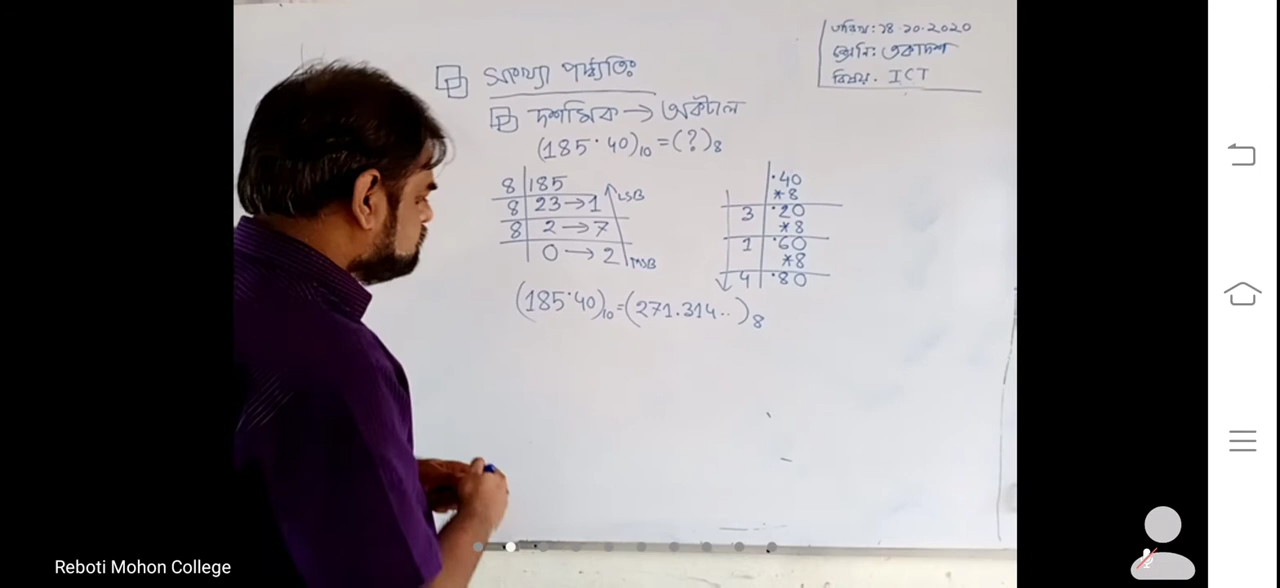 তারিখ: ১৪.১০.২০২০
শ্রেণি: একাদশ
বিষয়. ICT
সংখ্যা পদ্ধতিঃ
দশমিক → অকটাল
(185.40)10 = (?)8
8 185
8 23 → 1 LSB
8 2 → 7
0 → 2 MSB
.40
*8
3 .20
*8
1 .60
*8
4 .80
(185.40)10 = (271.314..)8
Reboti Mohon College